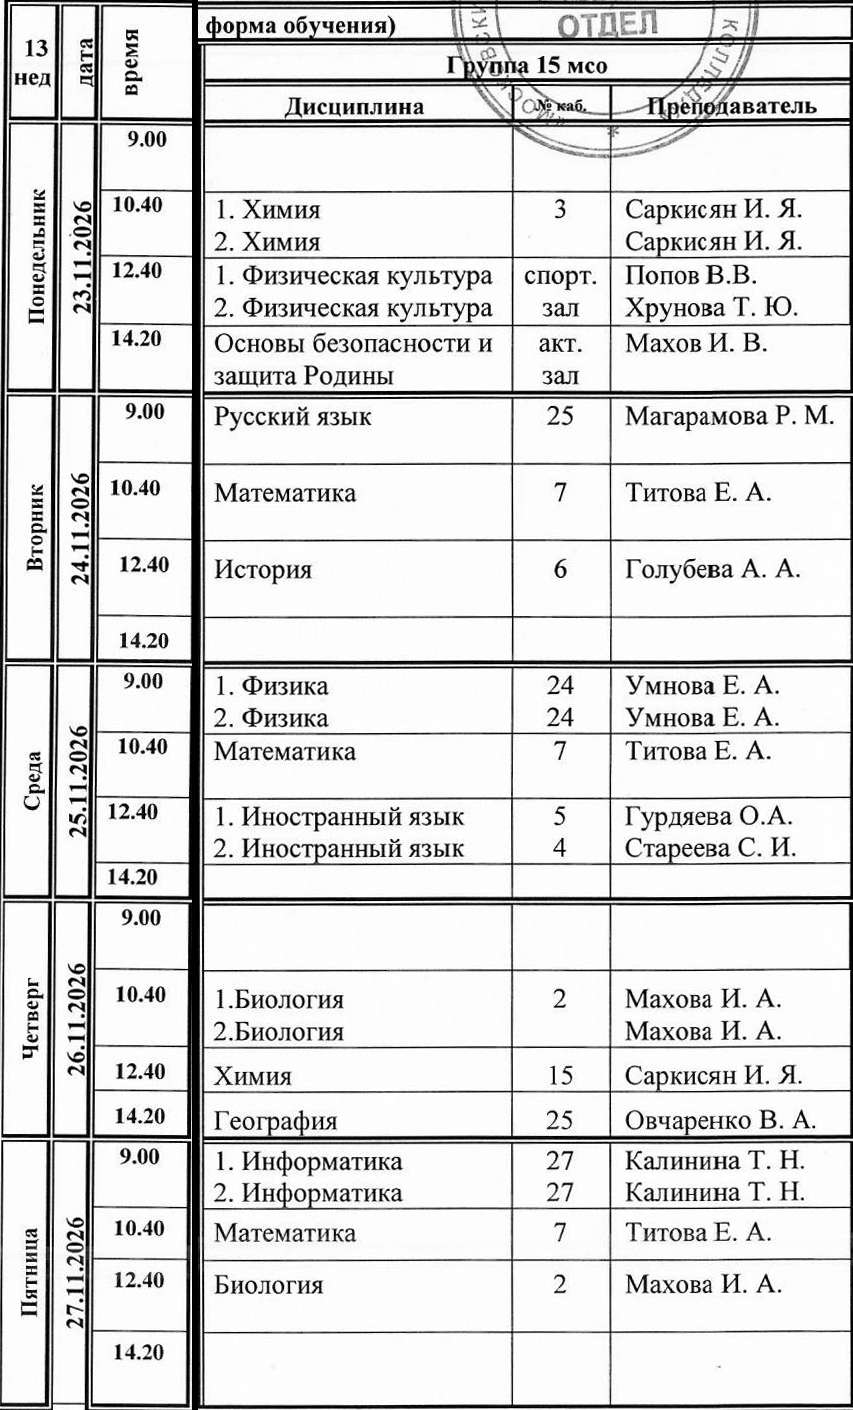 форма обучения)
ОТДЕЛ
13 нед
дата
время
Группа 15 мсо
Дисциплина № каб. Преподаватель
Понедельник
23.11.2026
9.00
10.40 1. Химия 3 Саркисян И. Я.
2. Химия Саркисян И. Я.
12.40 1. Физическая культура спорт. Попов В.В.
2. Физическая культура зал Хрунова Т. Ю.
14.20 Основы безопасности и акт. Махов И. В.
защита Родины зал
Вторник
24.11.2026
9.00 Русский язык 25 Магарамова Р. М.
10.40 Математика 7 Титова Е. А.
12.40 История 6 Голубева А. А.
14.20
Среда
25.11.2026
9.00 1. Физика 24 Умнова Е. А.
2. Физика 24 Умнова Е. А.
10.40 Математика 7 Титова Е. А.
12.40 1. Иностранный язык 5 Гурдяева О.А.
2. Иностранный язык 4 Стареева С. И.
14.20
Четверг
26.11.2026
9.00
10.40 1.Биология 2 Махова И. А.
2.Биология Махова И. А.
12.40 Химия 15 Саркисян И. Я.
14.20 География 25 Овчаренко В. А.
Пятница
27.11.2026
9.00 1. Информатика 27 Калинина Т. Н.
2. Информатика 27 Калинина Т. Н.
10.40 Математика 7 Титова Е. А.
12.40 Биология 2 Махова И. А.
14.20